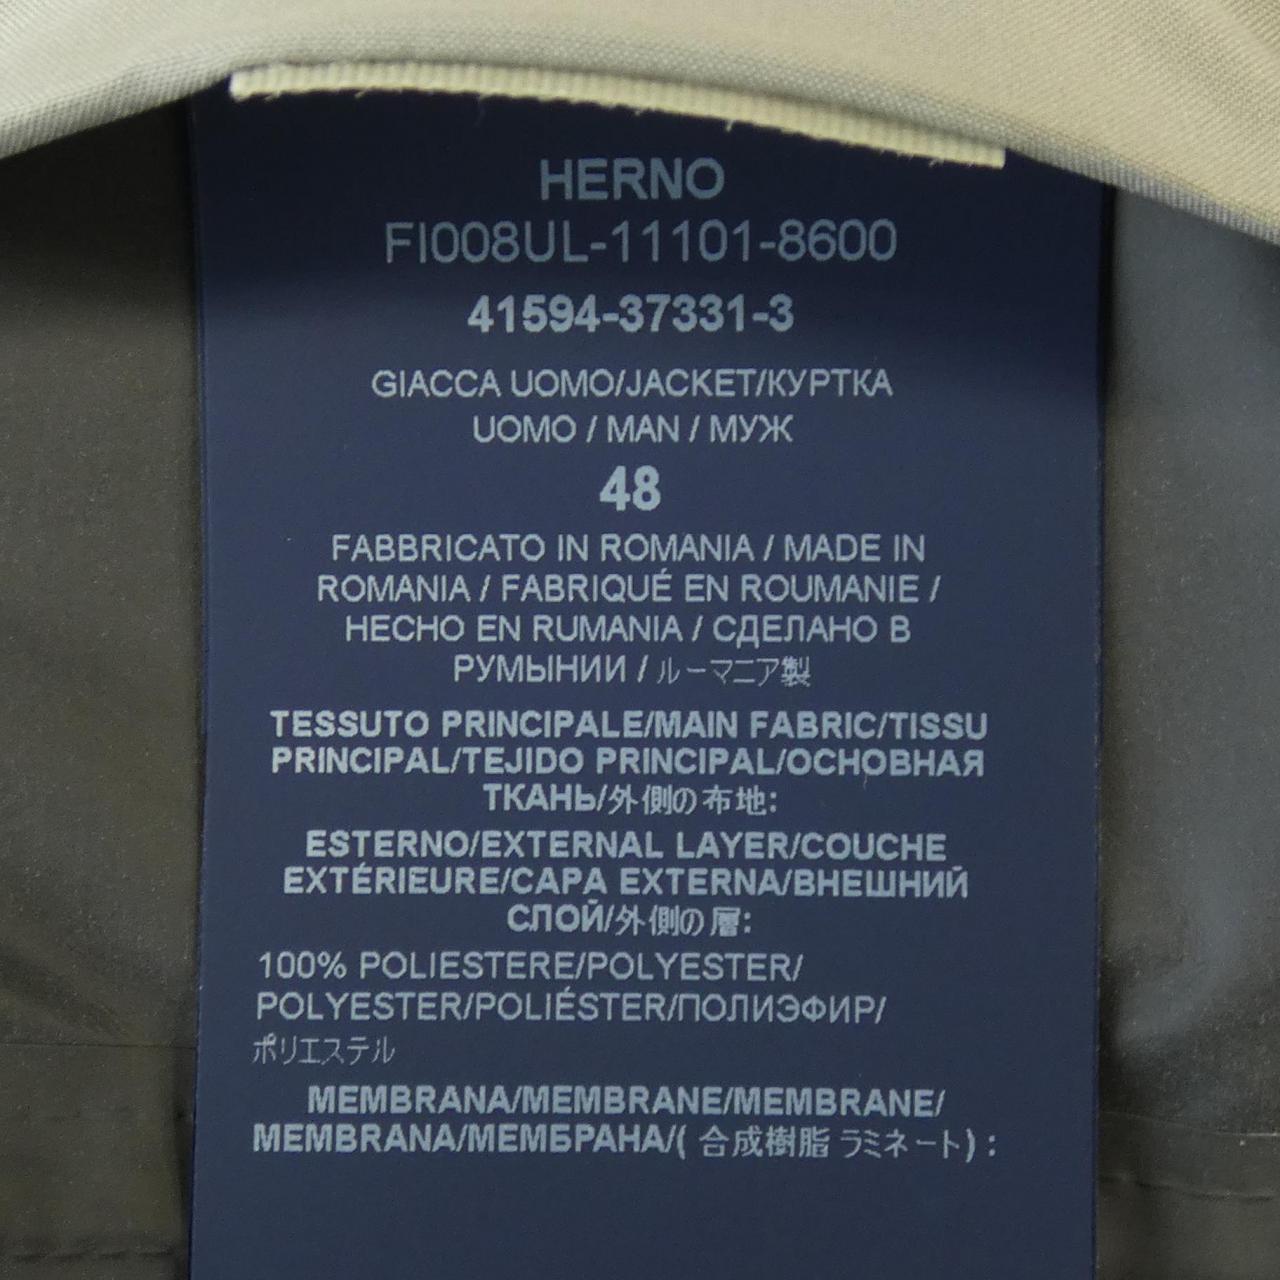 HERNO
FI008UL-11101-8600
41594-37331-3
GIACCA UOMO/JACKET/КУРТКА
UOMO / MAN / МУЖ
48
FABBRICATO IN ROMANIA / MADE IN
ROMANIA / FABRIQUÉ EN ROUMANIE /
HECHO EN RUMANIA / СДЕЛАНО В
РУМЫНИИ / ルーマニア製
TESSUTO PRINCIPALE/MAIN FABRIC/TISSU
PRINCIPAL/TEJIDO PRINCIPAL/ОСНОВНАЯ
ТКАНЬ/外側の布地:
ESTERNO/EXTERNAL LAYER/COUCHE
EXTÉRIEURE/CAPA EXTERNA/ВНЕШНИЙ
СЛОЙ/外側の層:
100% POLIESTERE/POLYESTER/
POLYESTER/POLIÉSTER/ПОЛИЭФИР/
ポリエステル
MEMBRANA/MEMBRANE/MEMBRANE/
MEMBRANA/МЕМБРАНА/( 合成樹脂 ラミネート) :